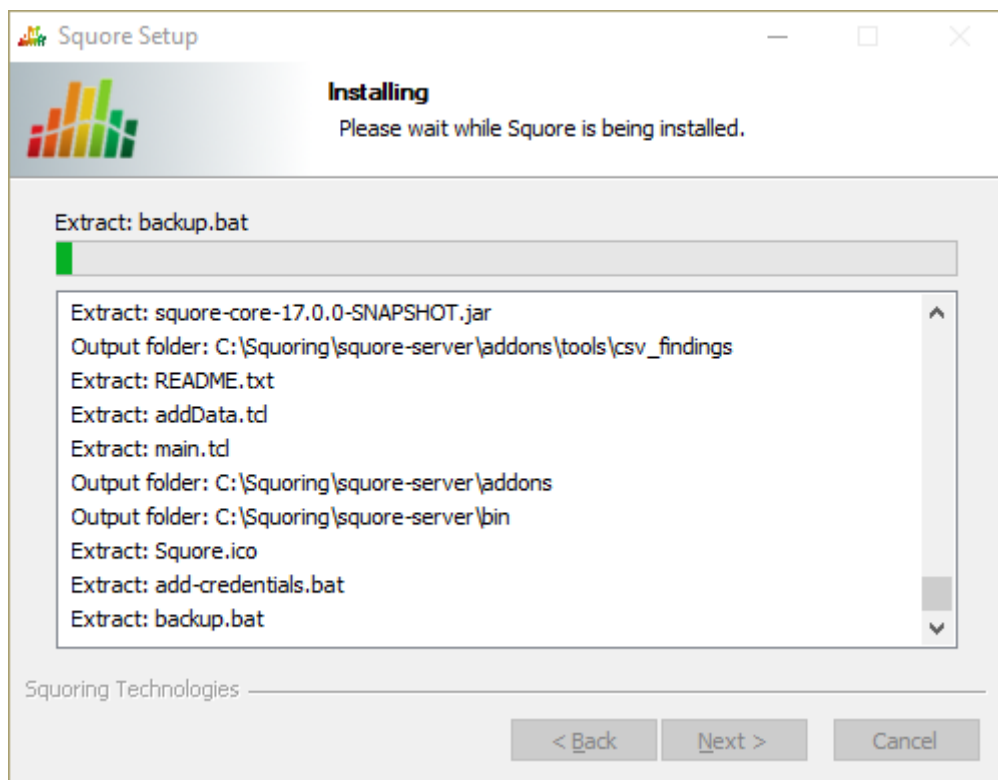 Squore Setup
Installing
Please wait while Squore is being installed.
Extract: backup.bat
Extract: squore-core-17.0.0-SNAPSHOT.jar
Output folder: C:\Squoring\squore-server\addons\tools\csv_findings
Extract: README.txt
Extract: addData.tcl
Extract: main.tcl
Output folder: C:\Squoring\squore-server\addons
Output folder: C:\Squoring\squore-server\bin
Extract: Squore.ico
Extract: add-credentials.bat
Extract: backup.bat
Squoring Technologies
< Back Next > Cancel